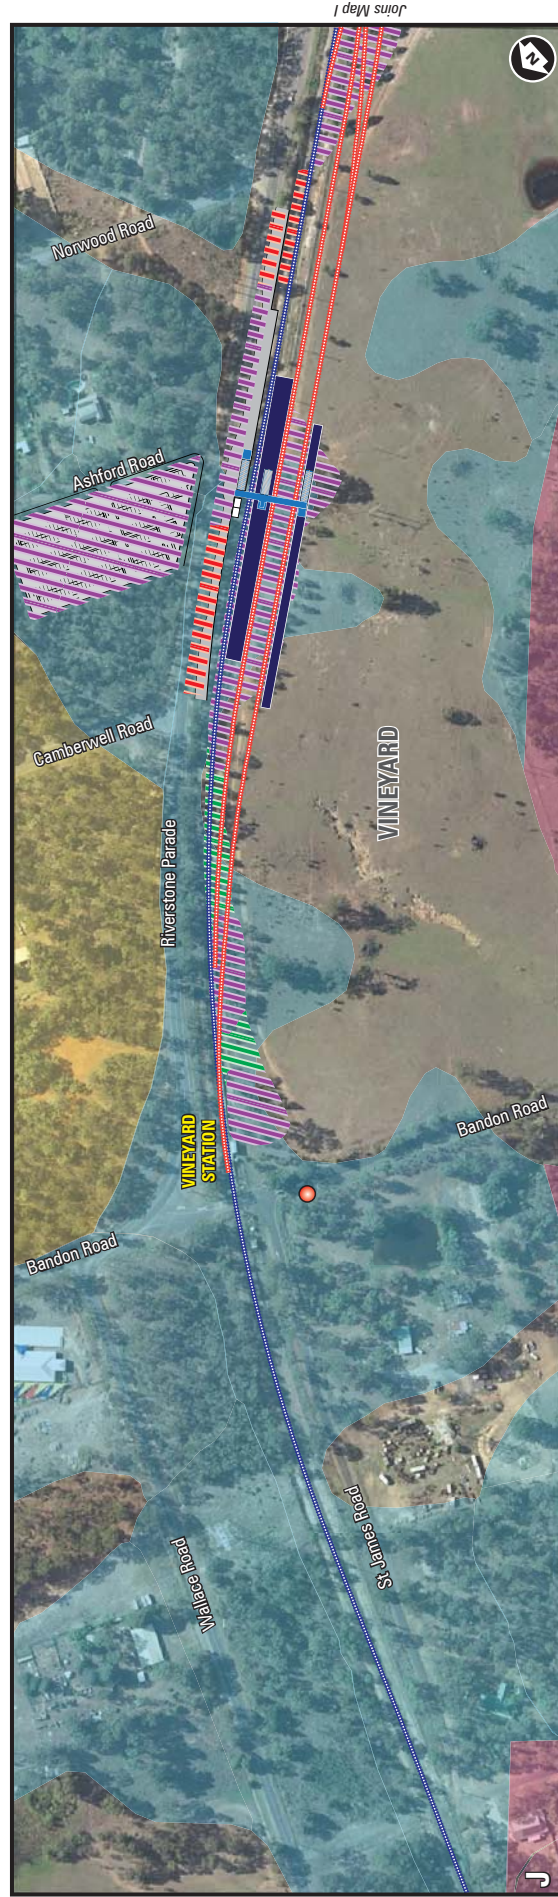 Joins Map I
N
Norwood Road
Ashford Road
Camberwell Road
Riverstone Parade
VINEYARD
VINEYARD
STATION
Bandon Road
Bandon Road
St James Road
Wallace Road
J